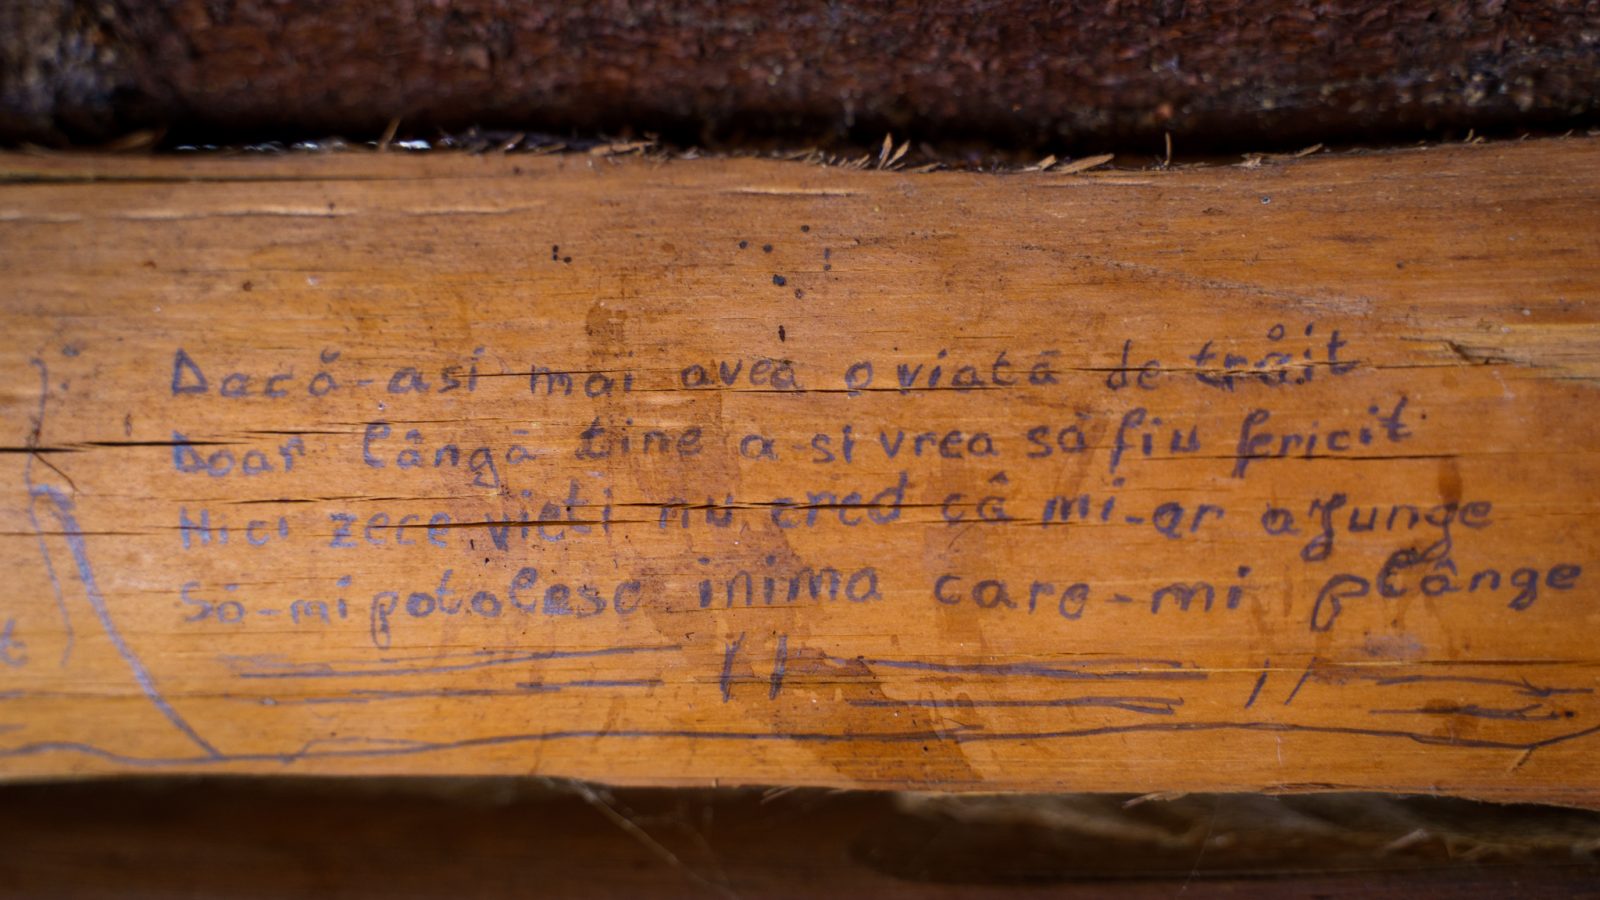 Dacă-asi mai avea o viată de trăit
Doar lângă tine a-si vrea să fiu fericit
Nici zece vieti nu cred câ mi-ar ajunge
Să-mi potolesc inima care-mi plânge